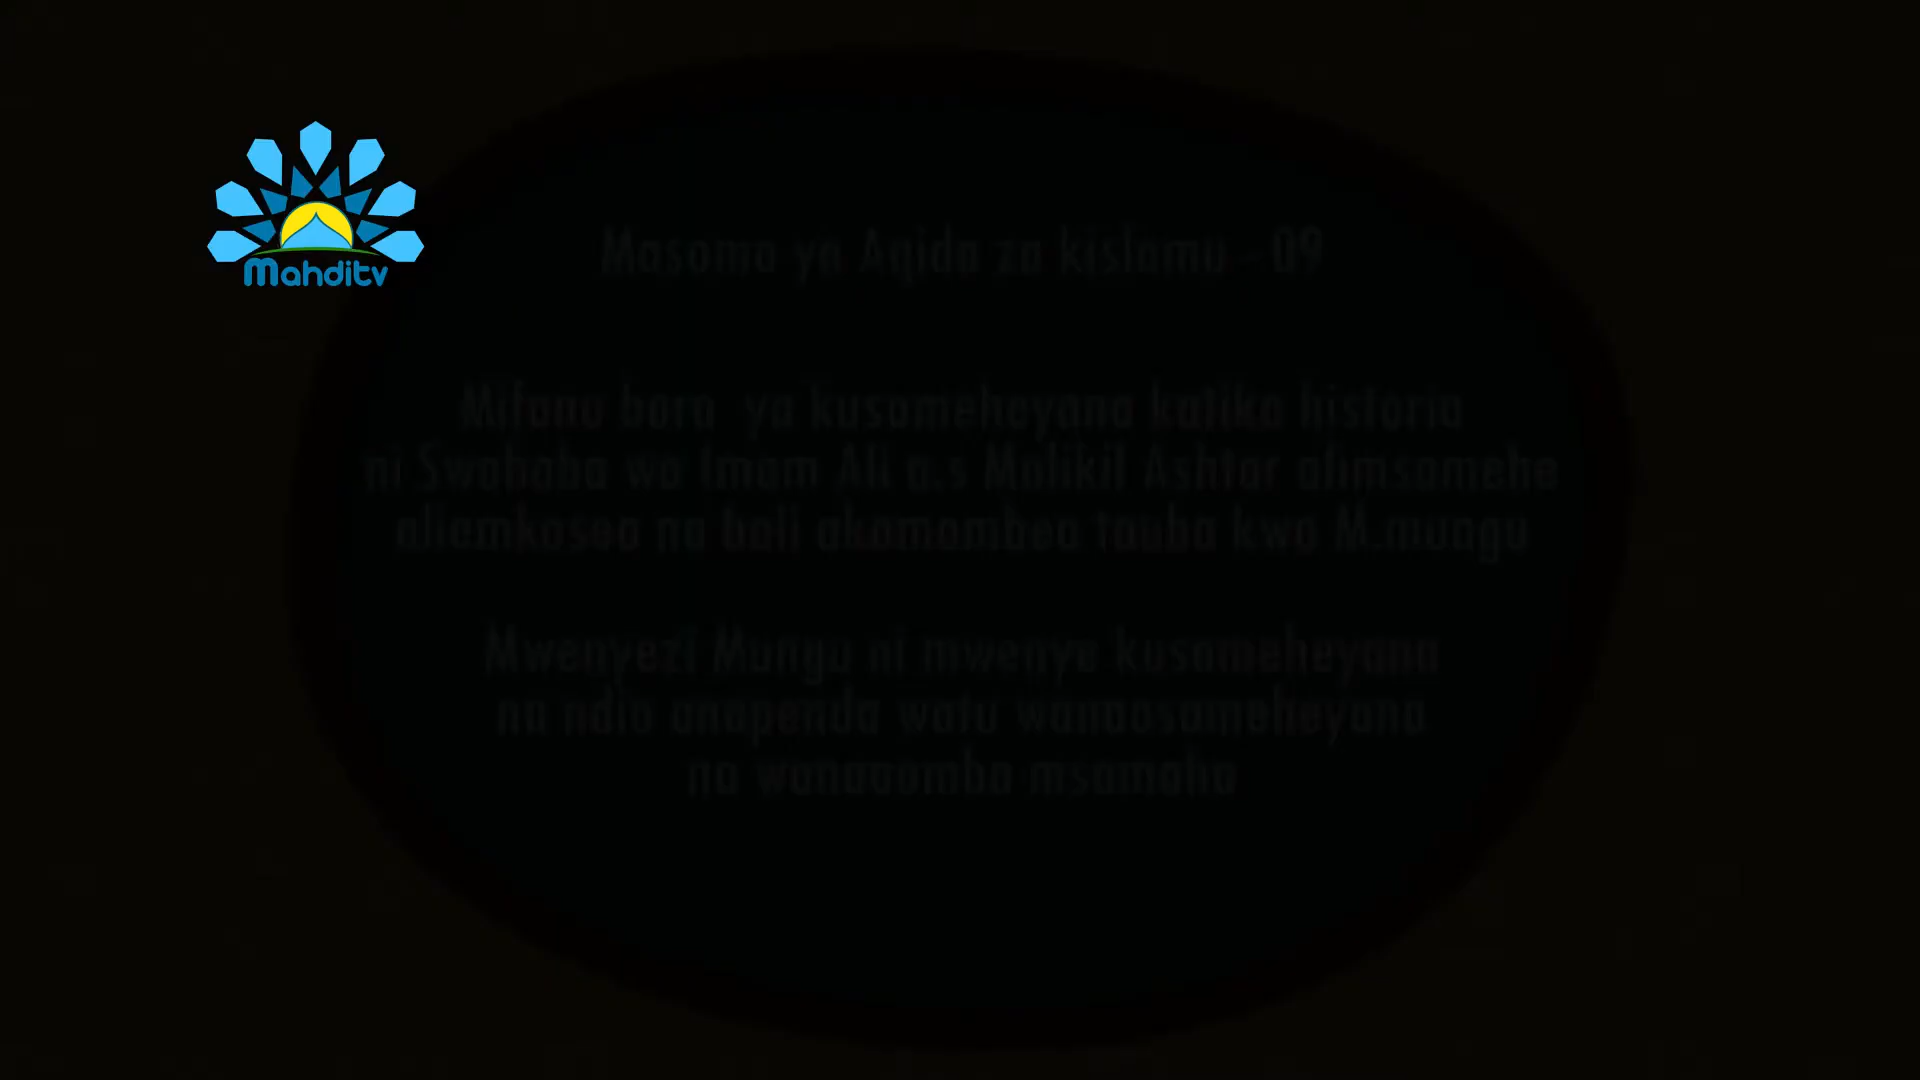 Mahditv
Masomo ya Aqida za kislamu - 09
Mifano bora ya kusameheyana katika historia
ni Swahaba wa Imam Ali a.s Malikil Ashtar alimsamehe
aliemkosea na bali akamombea tauba kwa M.mungu
Mwenyezi Mungu ni mwenye kusameheyana
na ndio anapenda watu wanaosameheyana
na wanaoomba msamaha